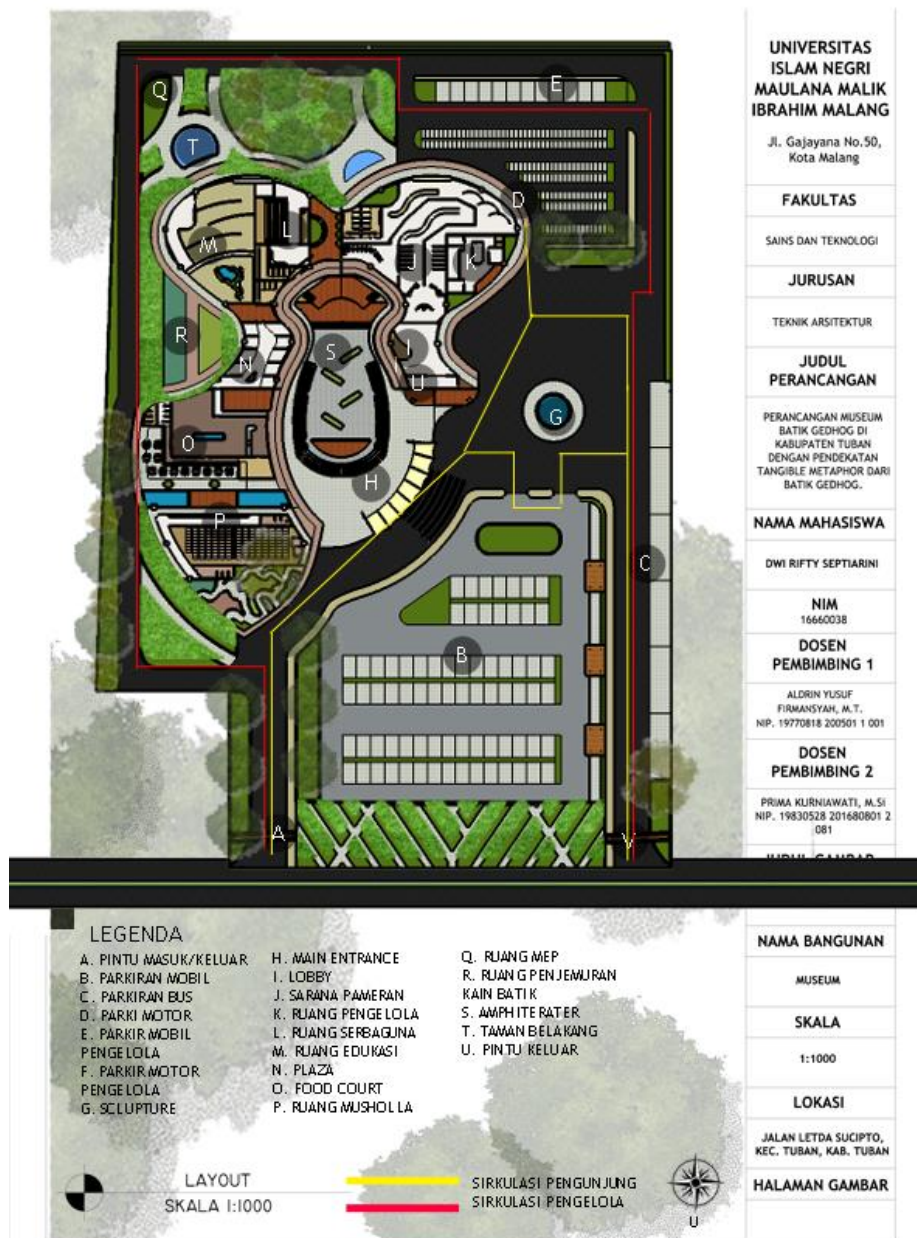 UNIVERSITAS
ISLAM NEGRI
MAULANA MALIK
IBRAHIM MALANG
Jl. Gajayana No.50,
Kota Malang
FAKULTAS
SAINS DAN TEKNOLOGI
JURUSAN
TEKNIK ARSITEKTUR
JUDUL
PERANCANGAN
PERANCANGAN MUSEUM
BATIK GEDHOG DI
KABUPATEN TUBAN
DENGAN PENDEKATAN
TANGIBLE METAPHOR DARI
BATIK GEDHOG.
NAMA MAHASISWA
DWI RIFTY SEPTIARINI
NIM
16660038
DOSEN
PEMBIMBING 1
ALDRIN YUSUF
FIRMANSYAH, M.T.
NIP. 19770818 200501 1 001
DOSEN
PEMBIMBING 2
PRIMA KURNIAWATI, M.SI
NIP. 19830528 201680801 2
081
JUDUL GAMBAR
Q
E
T
D
L
M
J
K
R
S
I
N
U
G
O
H
P
C
B
A
V
LEGENDA
A. PINTU MASUK/KELUAR
B. PARKIRAN MOBIL
C. PARKIRAN BUS
D. PARKI MOTOR
E. PARKIR MOBIL
PENGELOLA
F. PARKIR MOTOR
PENGELOLA
G. SCLUPTURE
H. MAIN ENTRANCE
I. LOBBY
J. SARANA PAMERAN
K. RUANG PENGELOLA
L. RUANG SERBAGUNA
M. RUANG EDUKASI
N. PLAZA
O. FOOD COURT
P. RUANG MUSHOLLA
Q. RUANG MEP
R. RUANG PENJEMURAN
KAIN BATIK
S. AMPHITERATER
T. TAMAN BELAKANG
U. PINTU KELUAR
LAYOUT
SKALA 1:1000
SIRKULASI PENGUNJUNG
SIRKULASI PENGELOLA
U
NAMA BANGUNAN
MUSEUM
SKALA
1:1000
LOKASI
JALAN LETDA SUCIPTO,
KEC. TUBAN, KAB. TUBAN
HALAMAN GAMBAR